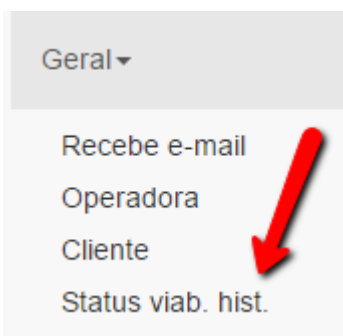 Geral
Recebe e-mail
Operadora
Cliente
Status viab. hist.